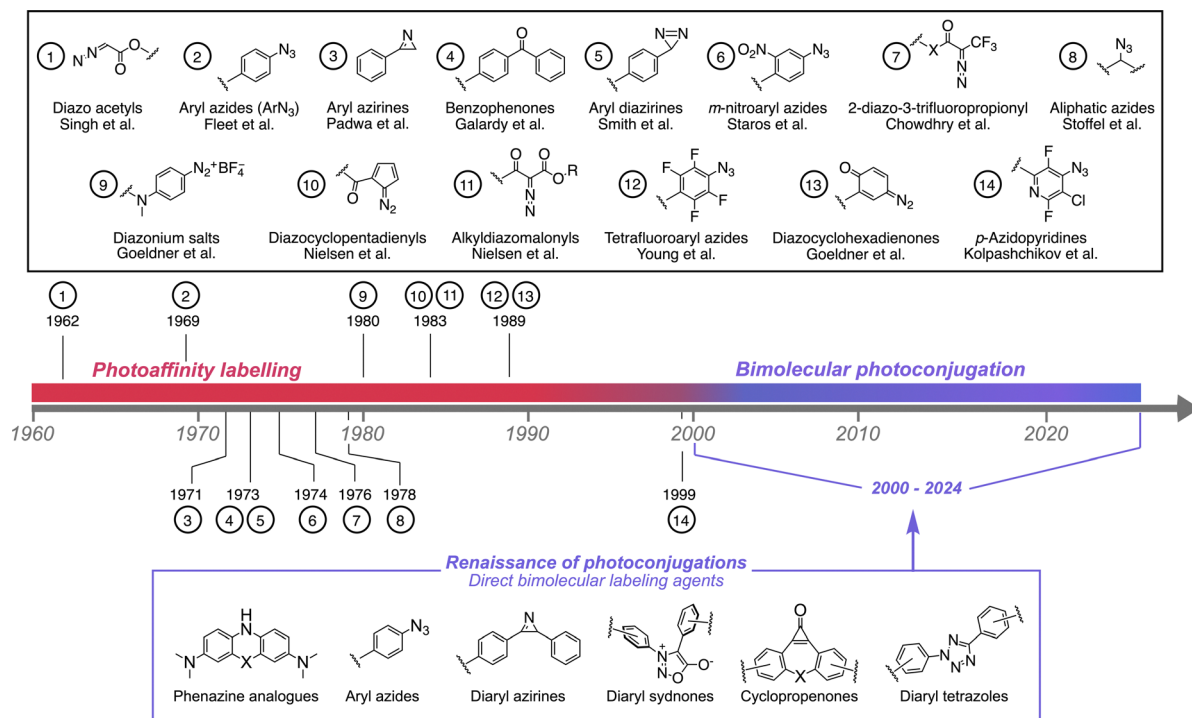 1
2
3
4
5
6
7
8
N
N
O
O
N3
N
O
N=N
O2N
N3
O
X
CF3
N
N
N3
Diazo acetyls
Singh et al.
Aryl azides (ArN3)
Fleet et al.
Aryl azirines
Padwa et al.
Benzophenones
Galardy et al.
Aryl diazirines
Smith et al.
m-nitroaryl azides
Staros et al.
2-diazo-3-trifluoropropionyl
Chowdhry et al.
Aliphatic azides
Stoffel et al.
9
10
11
12
13
14
N2+BF4−
N
O
N2
O
O
O
R
N
N
F
F
N3
F
F
O
N2
F
N3
N
Cl
F
Diazonium salts
Goeldner et al.
Diazocyclopentadienyls
Nielsen et al.
Alkyldiazomalonyls
Nielsen et al.
Tetrafluoroaryl azides
Young et al.
Diazocyclohexadienones
Goeldner et al.
p-Azidopyridines
Kolpashchikov et al.
1
2
9
10
11
12
13
1962
1969
1980
1983
1989
Photoaffinity labelling
Bimolecular photoconjugation
1960
1970
1980
1990
2000
2010
2020
1971
1973
1974
1976
1978
1999
2000 - 2024
3
4
5
6
7
8
14
Renaissance of photoconjugations
Direct bimolecular labeling agents
H
N
N
X
N
N3
N
N+
N
O
O-
O
X
N
N
N
N
Phenazine analogues
Aryl azides
Diaryl azirines
Diaryl sydnones
Cyclopropenones
Diaryl tetrazoles